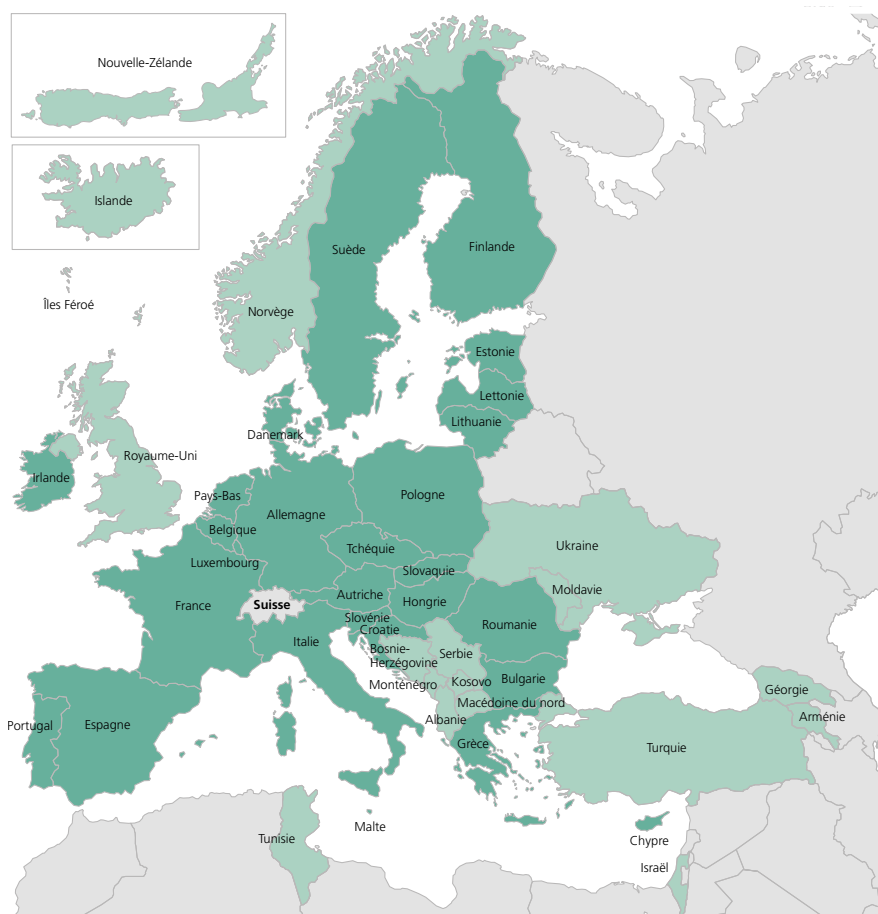 Nouvelle-Zélande
Islande
Îles Féroé
Suède
Finlande
Norvège
Estonie
Lettonie
Lithuanie
Danemark
Royaume-Uni
Irlande
Pays-Bas
Pologne
Allemagne
Belgique
Ukraine
Tchéquie
Luxembourg
Slovaquie
Moldavie
Autriche
Hongrie
France
Suisse
Slovénie
Roumanie
Croatie
Italie
Bosnie-
Herzégovine
Serbie
Kosovo
Bulgarie
Monténégro
Géorgie
Macédoine du nord
Arménie
Albanie
Portugal
Espagne
Grèce
Turquie
Malte
Tunisie
Chypre
Israël